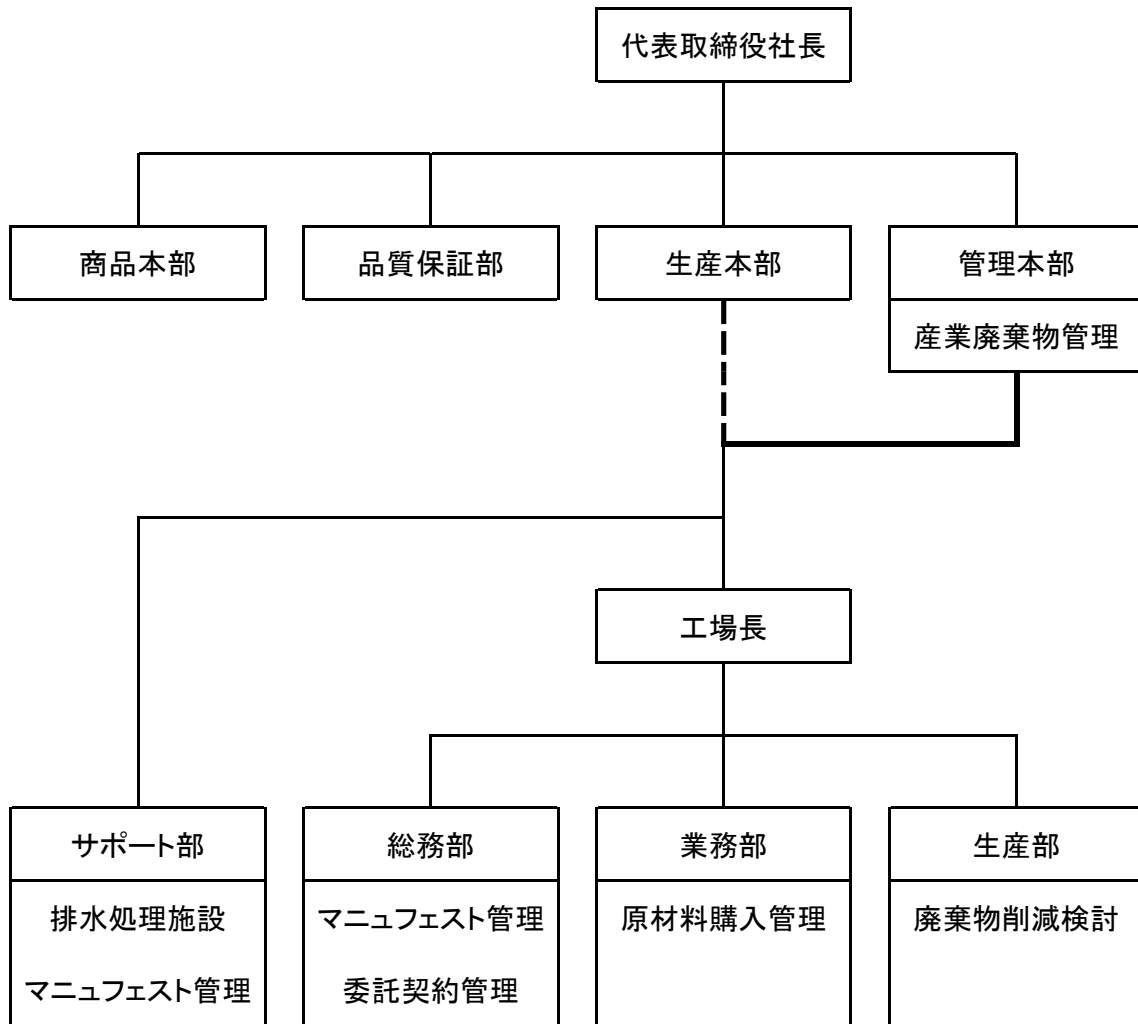 代表取締役社長
商品本部
品質保証部
生産本部
管理本部
産業廃棄物管理
工場長
サポート部
排水処理施設
マニュフェスト管理
総務部
マニュフェスト管理
委託契約管理
業務部
原材料購入管理
生産部
廃棄物削減検討